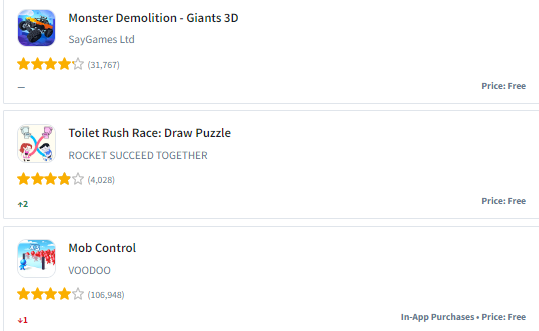 Monster Demolition - Giants 3D
SayGames Ltd
(31,767)
— Price: Free
Toilet Rush Race: Draw Puzzle
ROCKET SUCCEED TOGETHER
(4,028)
↑2 Price: Free
Mob Control
VOODOO
(106,948)
↓1 In-App Purchases • Price: Free